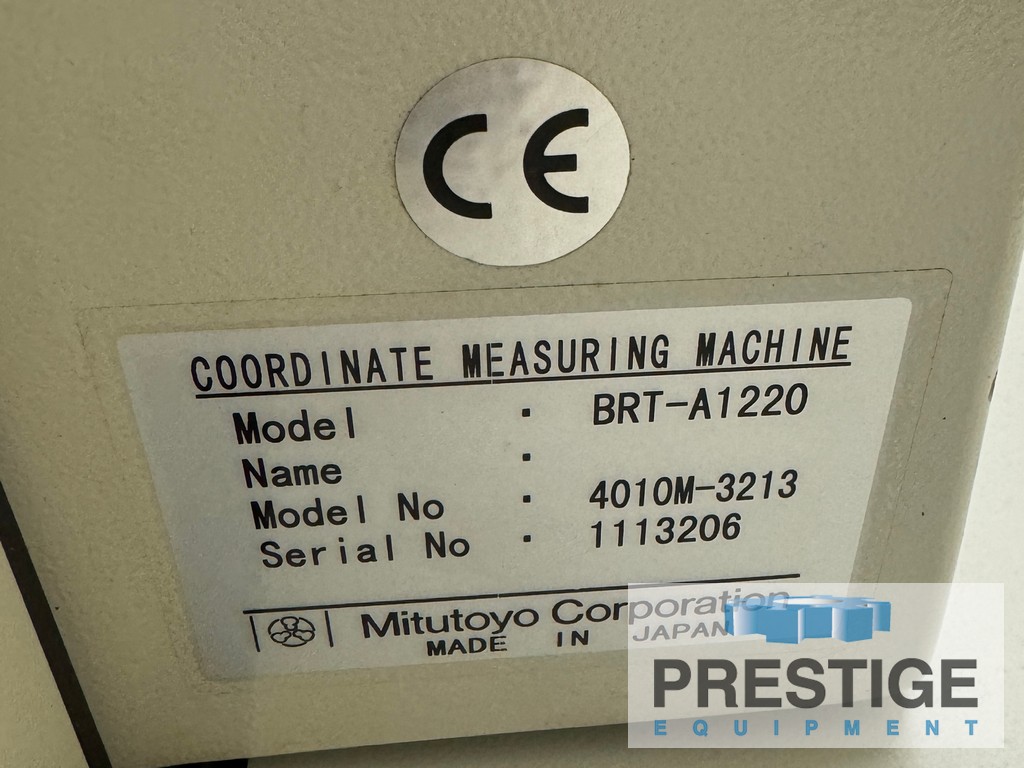 CE
COORDINATE MEASURING MACHINE
Model · BRT-A1220
Name ·
Model No · 4010M-3213
Serial No · 1113206
Mitutoyo Corporation
MADE IN JAPAN
PRESTIGE
EQUIPMENT